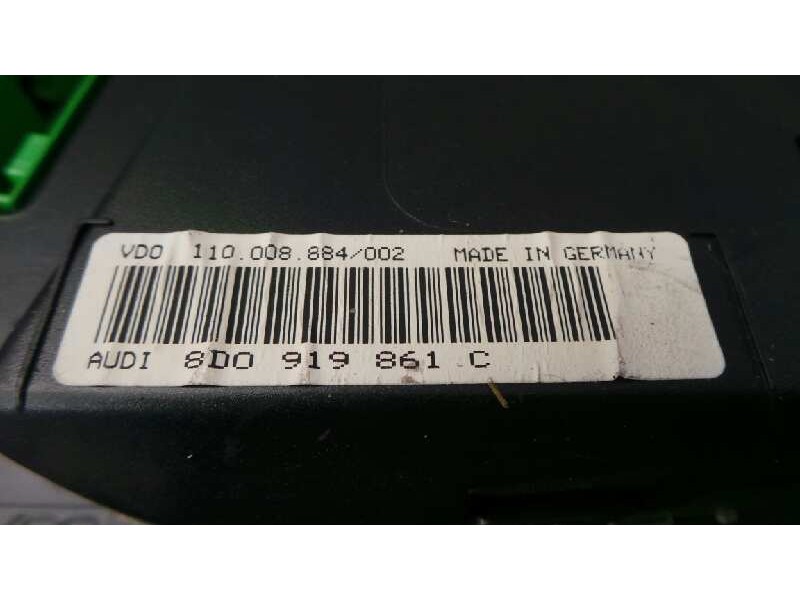 VDO 110.008.884/002 MADE IN GERMANY
AUDI 8D0 919 861 C